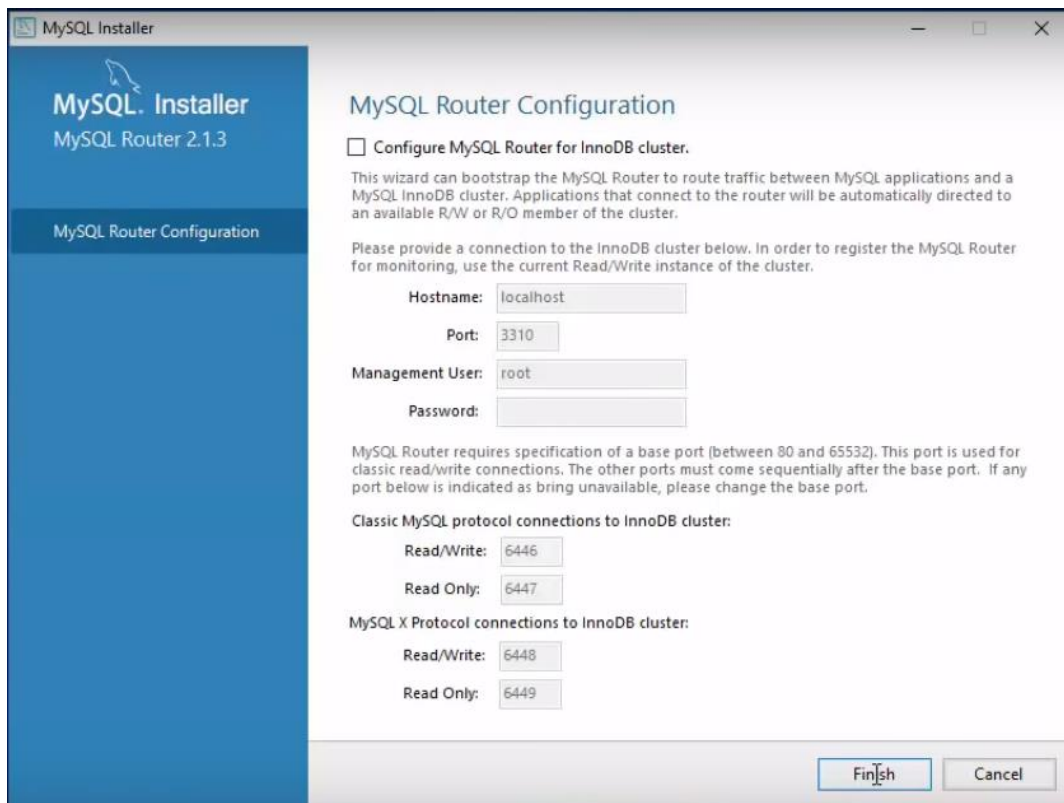 MySQL Installer
MySQL. Installer
MySQL Router 2.1.3
MySQL Router Configuration
MySQL Router Configuration
Configure MySQL Router for InnoDB cluster.
This wizard can bootstrap the MySQL Router to route traffic between MySQL applications and a
MySQL InnoDB cluster. Applications that connect to the router will be automatically directed to
an available R/W or R/O member of the cluster.
Please provide a connection to the InnoDB cluster below. In order to register the MySQL Router
for monitoring, use the current Read/Write instance of the cluster.
Hostname: localhost
Port: 3310
Management User: root
Password:
MySQL Router requires specification of a base port (between 80 and 65532). This port is used for
classic read/write connections. The other ports must come sequentially after the base port. If any
port below is indicated as bring unavailable, please change the base port.
Classic MySQL protocol connections to InnoDB cluster:
Read/Write: 6446
Read Only: 6447
MySQL X Protocol connections to InnoDB cluster:
Read/Write: 6448
Read Only: 6449
Finish Cancel